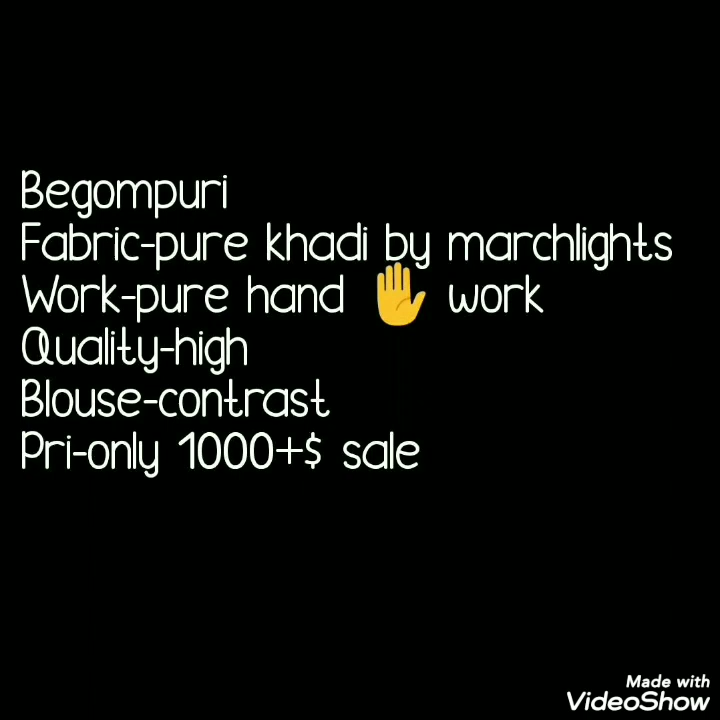 Begompuri
Fabric-pure khadi by marchlights
Work-pure hand ✋ work
Quality-high
Blouse-contrast
Pri-only 1000+$ sale
Made with
VideoShow